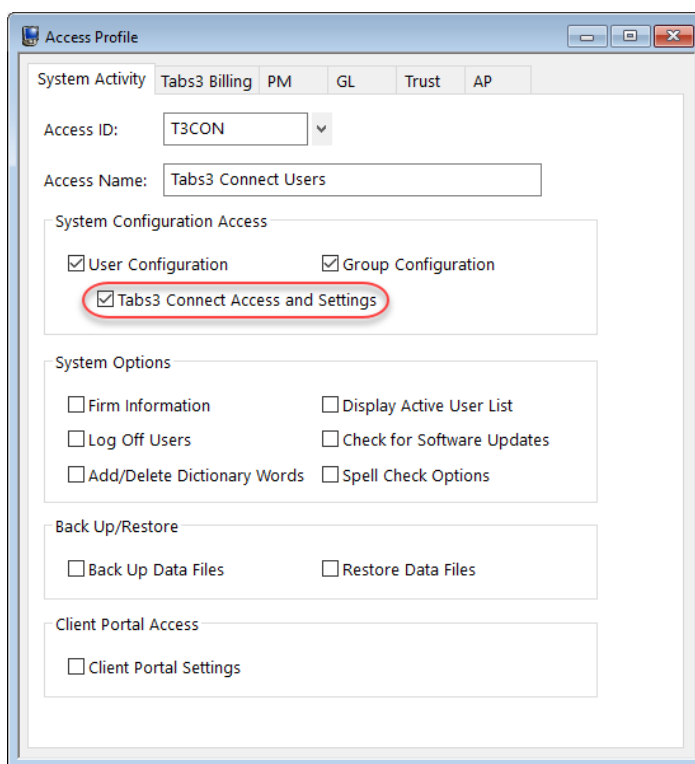 Access Profile
System Activity Tabs3 Billing PM GL Trust AP
Access ID: T3CON
Access Name: Tabs3 Connect Users
System Configuration Access
User Configuration Group Configuration
Tabs3 Connect Access and Settings
System Options
Firm Information Display Active User List
Log Off Users Check for Software Updates
Add/Delete Dictionary Words Spell Check Options
Back Up/Restore
Back Up Data Files Restore Data Files
Client Portal Access
Client Portal Settings